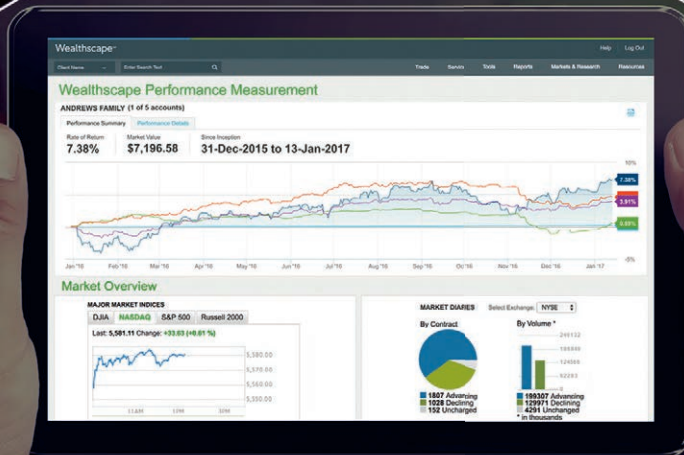 Wealthscape℠
Help Log Out
Client Name Enter Search Text
Trade Service Tools Reports Markets & Research Resources
Wealthscape Performance Measurement
ANDREWS FAMILY (1 of 5 accounts)
Performance Summary Performance Details
Rate of Return Market Value Since Inception
7.38% $7,196.58 31-Dec-2015 to 13-Jan-2017
10%
7.38%
3.91%
-5%
Jan '16 Feb '16 Mar '16 Apr '16 May '16 Jun '16 Jul '16 Aug '16 Sep '16 Oct '16 Nov '16 Dec '16 Jan '17
Market Overview
MAJOR MARKET INDICES
DJIA NASDAQ S&P 500 Russell 2000
Last: 5,581.11 Change: +33.63 (+0.61 %)
5,580.00
5,570.00
5,560.00
5,550.00
11AM 1PM 3PM
MARKET DIARIES Select Exchange: NYSE
By Contract By Volume *
0
1807 Advancing
1028 Declining
152 Uncharged
199307 Advancing
129971 Declining
4291 Unchanged
* in thousands